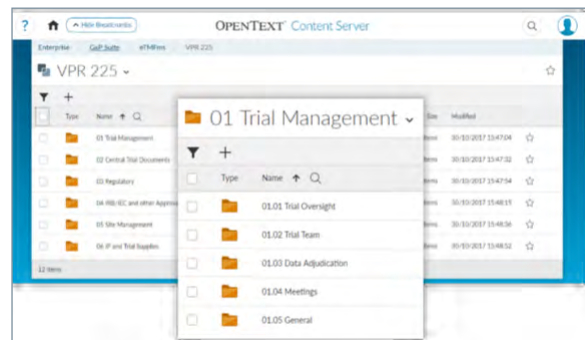 ? Hide Breadcrumbs OPENTEXT Content Server
Enterprise GxP Suite eTMFires VPR 225
VPR 225
Type Name Size Modified
01 Trial Management 30/10/2017 15:47:04
02 Central Trial Documents 30/10/2017 15:47:32
03 Regulatory 30/10/2017 15:47:54
04 IRB/IEC and other Approv 30/10/2017 15:48:15
05 Site Management 30/10/2017 15:48:36
06 IP and Trial Supplies 30/10/2017 15:48:52
12 items
01 Trial Management
Type Name
01.01 Trial Oversight
01.02 Trial Team
01.03 Data Adjudication
01.04 Meetings
01.05 General